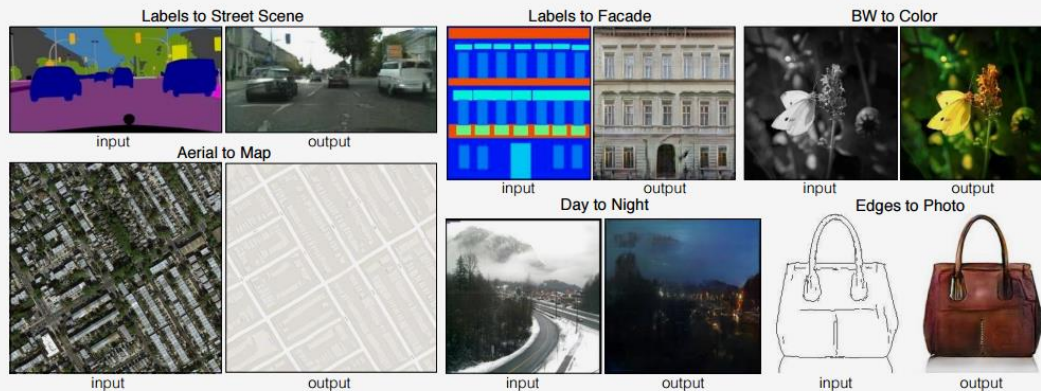 Labels to Street Scene
input
output
Aerial to Map
input
output
Labels to Facade
input
output
BW to Color
input
output
Day to Night
input
output
Edges to Photo
input
output